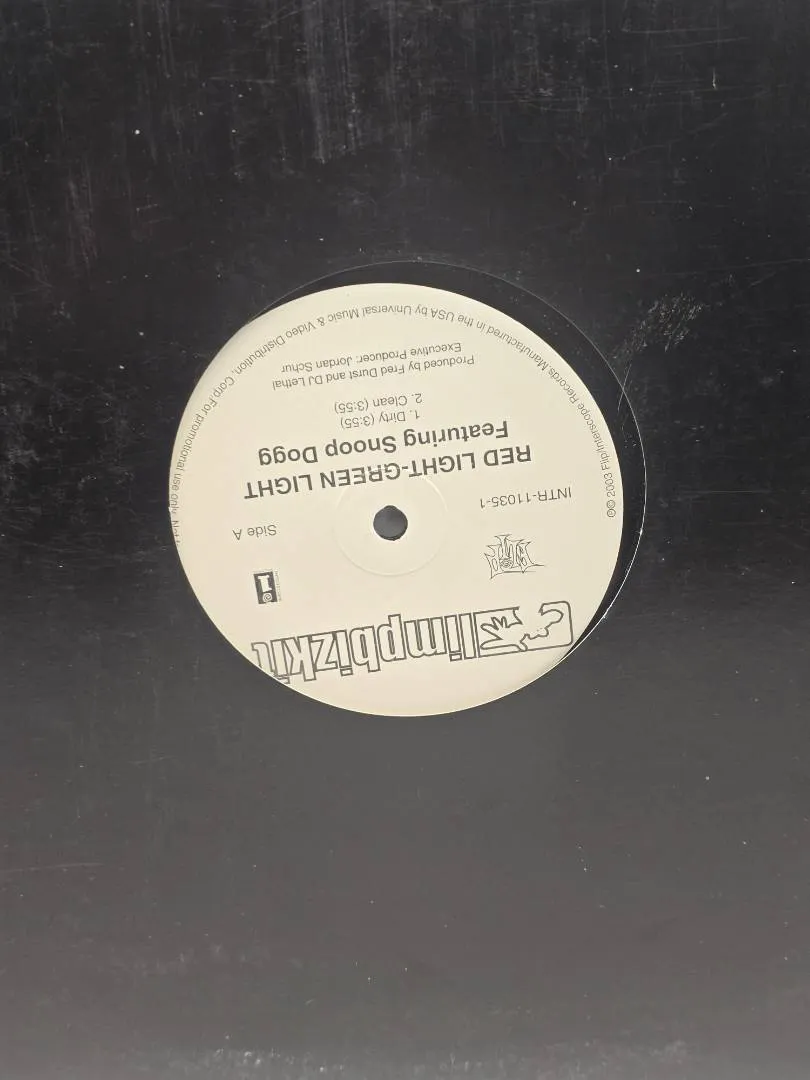 limpbizkit
FLIP
i
INTR-11035-1
Side A
RED LIGHT-GREEN LIGHT
Featuring Snoop Dogg
1. Dirty (3:55)
2. Clean (3:55)
Produced by Fred Durst and DJ Lethal
Executive Producer: Jordan Schur
℗© 2003 Flip/Interscope Records. Manufactured in the USA by Universal Music & Video Distribution, Corp. For promotional use only.